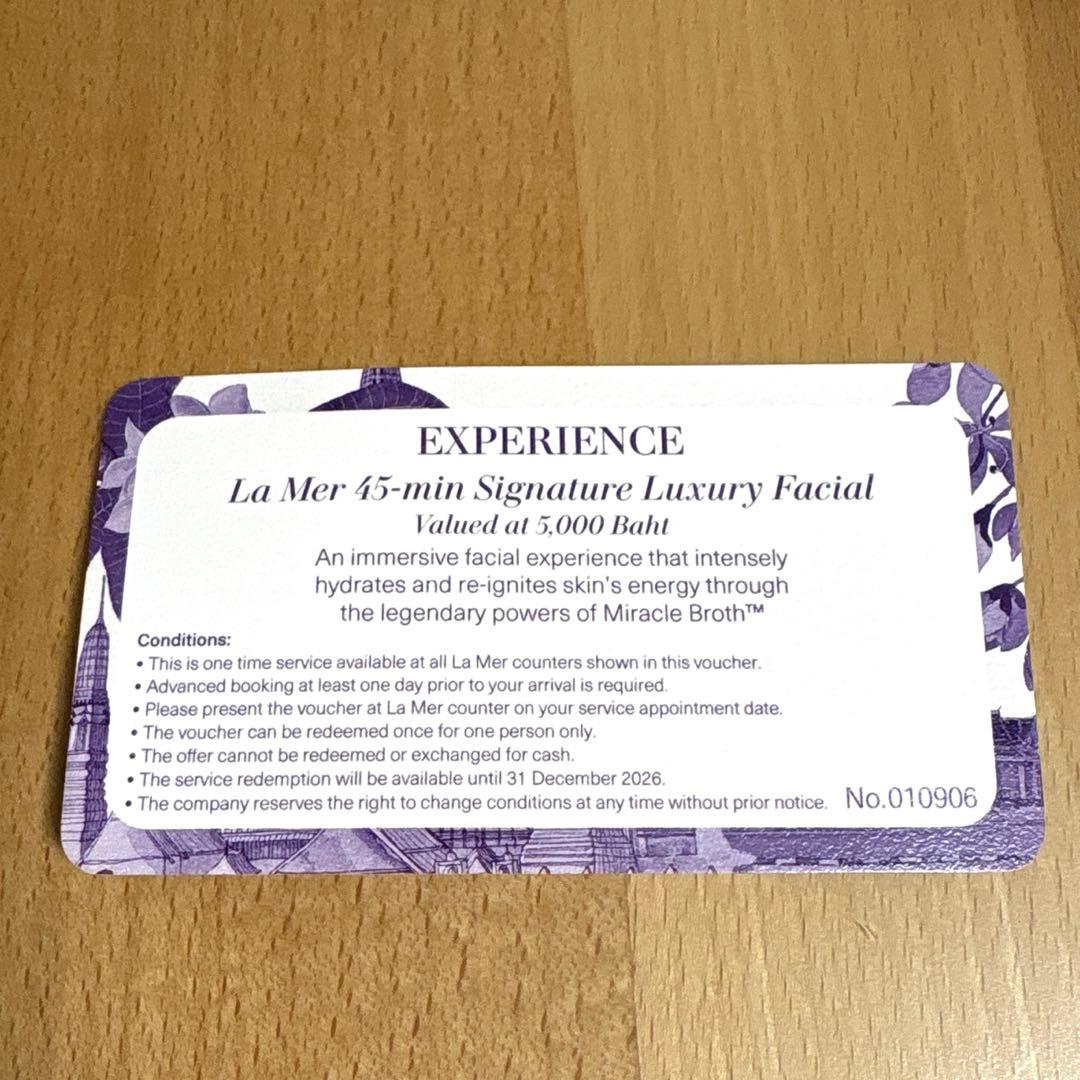 EXPERIENCE
La Mer 45-min Signature Luxury Facial
Valued at 5,000 Baht
An immersive facial experience that intensely
hydrates and re-ignites skin's energy through
the legendary powers of Miracle Broth™
Conditions:
• This is one time service available at all La Mer counters shown in this voucher.
• Advanced booking at least one day prior to your arrival is required.
• Please present the voucher at La Mer counter on your service appointment date.
• The voucher can be redeemed once for one person only.
• The offer cannot be redeemed or exchanged for cash.
• The service redemption will be available until 31 December 2026.
• The company reserves the right to change conditions at any time without prior notice.
No.010906